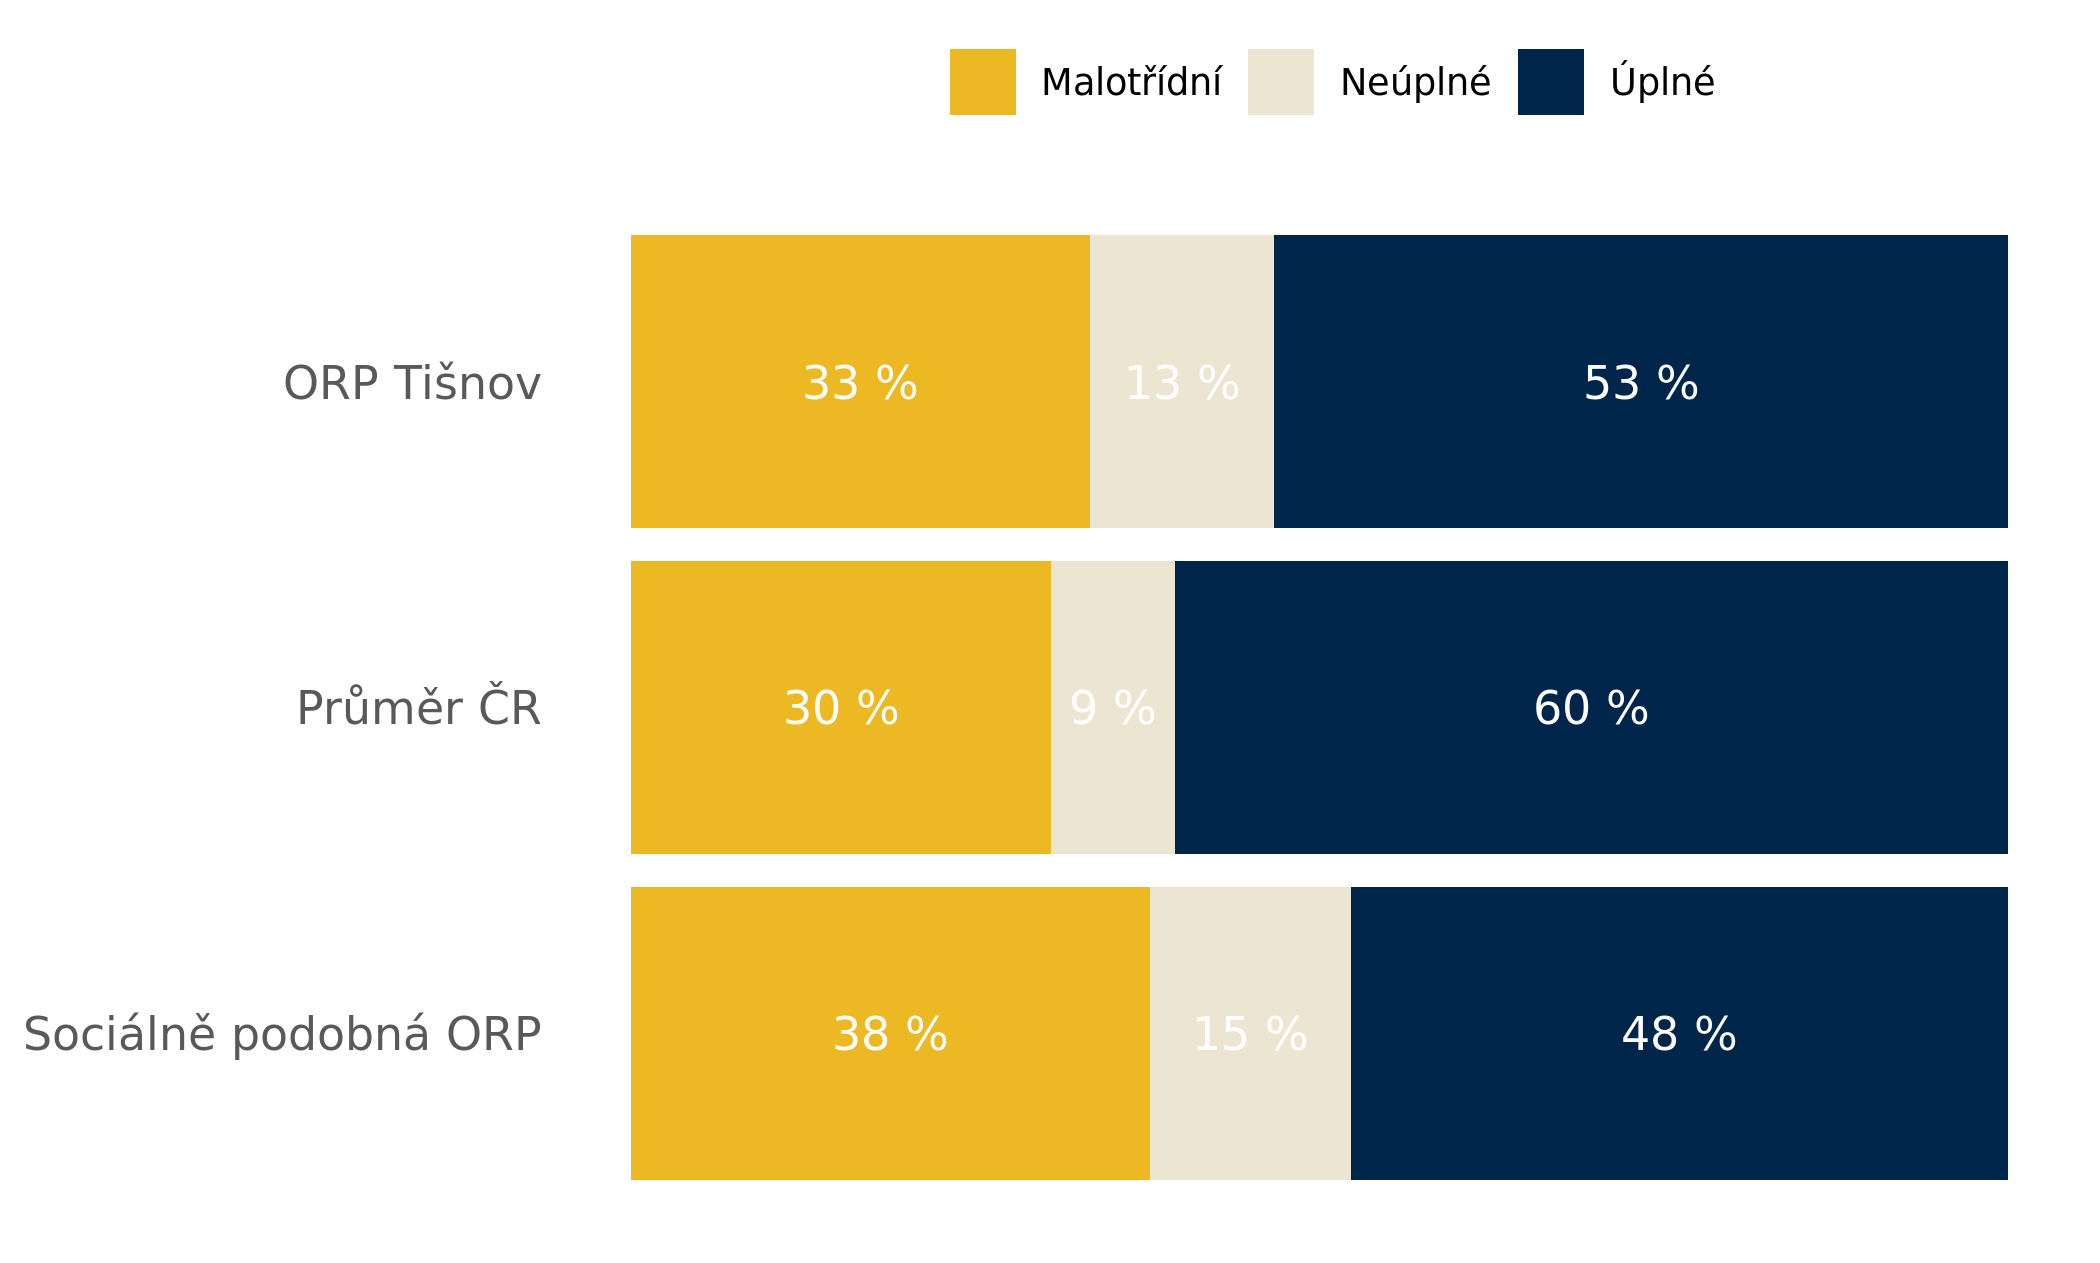 Malotřídní Neúplné Úplné
ORP Tišnov 33 % 13 % 53 %
Průměr ČR 30 % 9 % 60 %
Sociálně podobná ORP 38 % 15 % 48 %